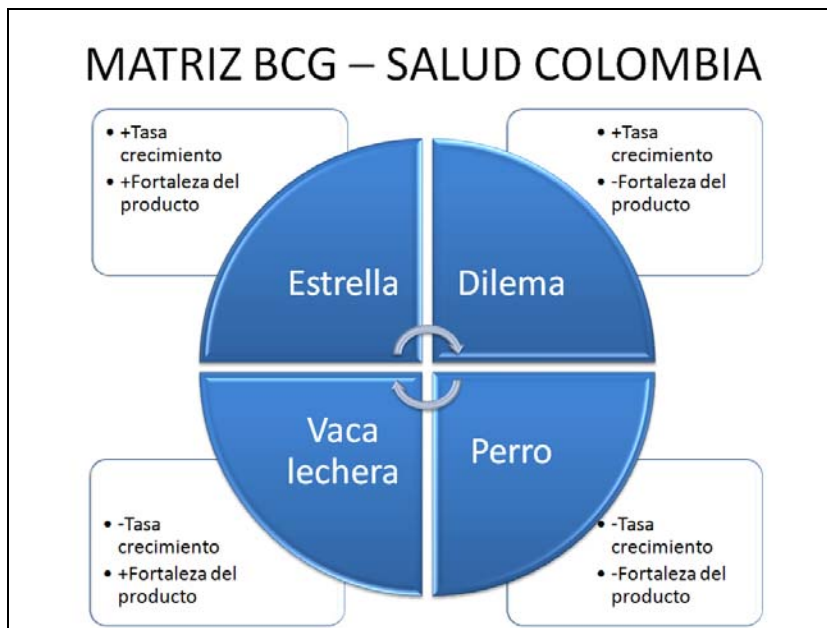 MATRIZ BCG – SALUD COLOMBIA
• +Tasa
crecimiento
• +Fortaleza del
producto
• +Tasa
crecimiento
• -Fortaleza del
producto
Estrella
Dilema
Vaca
lechera
Perro
• -Tasa
crecimiento
• +Fortaleza del
producto
• -Tasa
crecimiento
• -Fortaleza del
producto